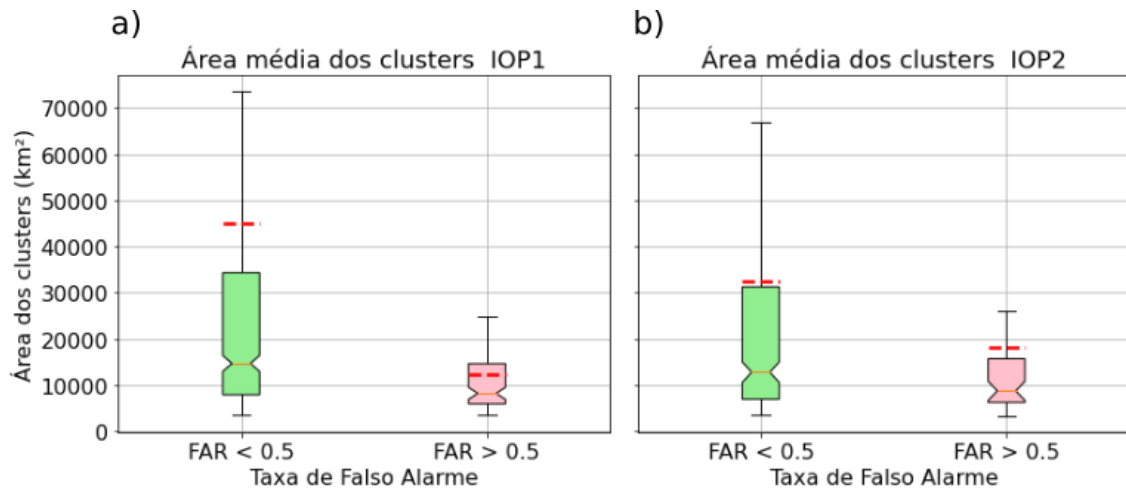 a)
Área média dos clusters IOP1
Área dos clusters (km²)
70000
60000
50000
40000
30000
20000
10000
0
FAR < 0.5
FAR > 0.5
Taxa de Falso Alarme
b)
Área média dos clusters IOP2
FAR < 0.5
FAR > 0.5
Taxa de Falso Alarme